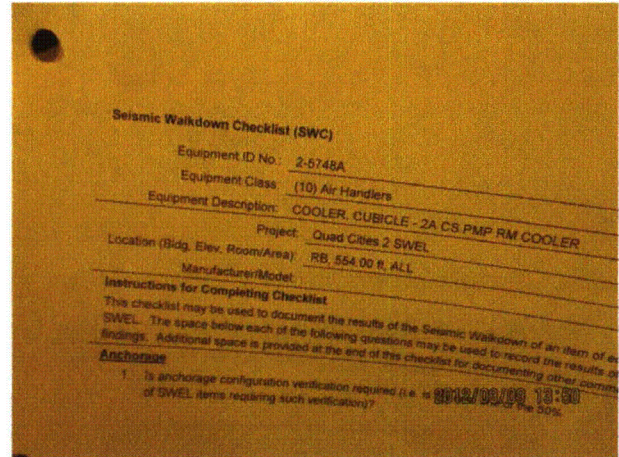 Seismic Walkdown Checklist (SWC)
Equipment ID No.: 2-5748A
Equipment Class: (10) Air Handlers
Equipment Description: COOLER, CUBICLE - 2A CS PMP RM COOLER
Project: Quad Cities 2 SWEL
Location (Bldg, Elev, Room/Area): RB, 554.00 ft, ALL
Manufacturer/Model:
Instructions for Completing Checklist
This checklist may be used to document the results of the Seismic Walkdown of an item of
SWEL. The space below each of the following questions may be used to record the results of
findings. Additional space is provided at the end of this checklist for documenting other
Anchorage
1. Is anchorage configuration verification required (i.e. is of the 50%
of SWEL items requiring such verification)?